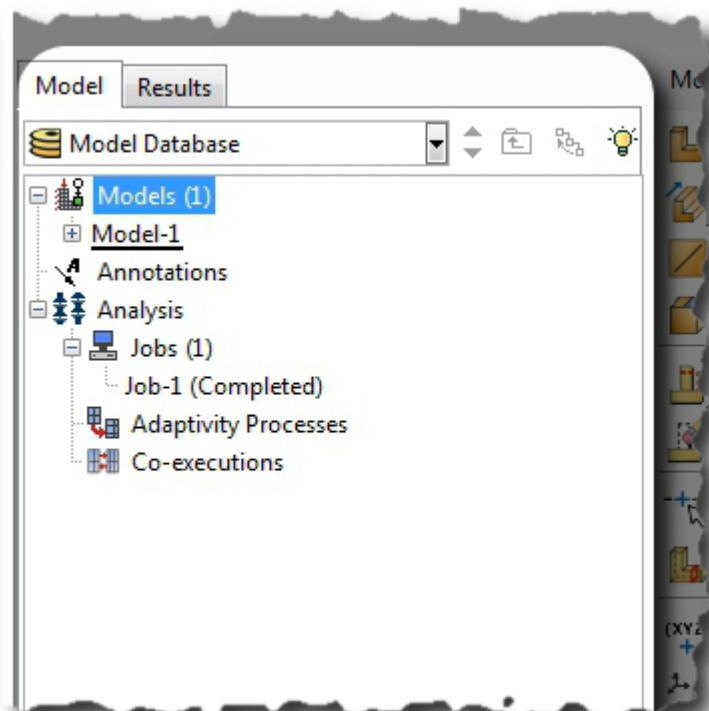 Model Results
Model Database
Models (1)
Model-1
Annotations
Analysis
Jobs (1)
Job-1 (Completed)
Adaptivity Processes
Co-executions
(XYZ